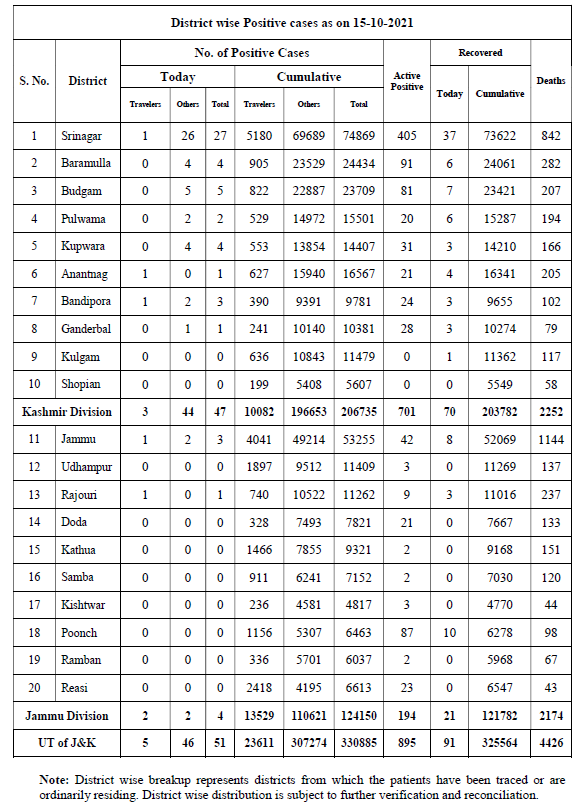 District wise Positive cases as on 15-10-2021
No. of Positive Cases Recovered
S. No. District Today Cumulative Active Positive Today Cumulative Deaths
Travelers Others Total Travelers Others Total
1 Srinagar 1 26 27 5180 69689 74869 405 37 73622 842
2 Baramulla 0 4 4 905 23529 24434 91 6 24061 282
3 Budgam 0 5 5 822 22887 23709 81 7 23421 207
4 Pulwama 0 2 2 529 14972 15501 20 6 15287 194
5 Kupwara 0 4 4 553 13854 14407 31 3 14210 166
6 Anantnag 1 0 1 627 15940 16567 21 4 16341 205
7 Bandipora 1 2 3 390 9391 9781 24 3 9655 102
8 Ganderbal 0 1 1 241 10140 10381 28 3 10274 79
9 Kulgam 0 0 0 636 10843 11479 0 1 11362 117
10 Shopian 0 0 0 199 5408 5607 0 0 5549 58
Kashmir Division 3 44 47 10082 196653 206735 701 70 203782 2252
11 Jammu 1 2 3 4041 49214 53255 42 8 52069 1144
12 Udhampur 0 0 0 1897 9512 11409 3 0 11269 137
13 Rajouri 1 0 1 740 10522 11262 9 3 11016 237
14 Doda 0 0 0 328 7493 7821 21 0 7667 133
15 Kathua 0 0 0 1466 7855 9321 2 0 9168 151
16 Samba 0 0 0 911 6241 7152 2 0 7030 120
17 Kishtwar 0 0 0 236 4581 4817 3 0 4770 44
18 Poonch 0 0 0 1156 5307 6463 87 10 6278 98
19 Ramban 0 0 0 336 5701 6037 2 0 5968 67
20 Reasi 0 0 0 2418 4195 6613 23 0 6547 43
Jammu Division 2 2 4 13529 110621 124150 194 21 121782 2174
UT of J&K 5 46 51 23611 307274 330885 895 91 325564 4426
Note: District wise breakup represents districts from which the patients have been traced or are
ordinarily residing. District wise distribution is subject to further verification and reconciliation.